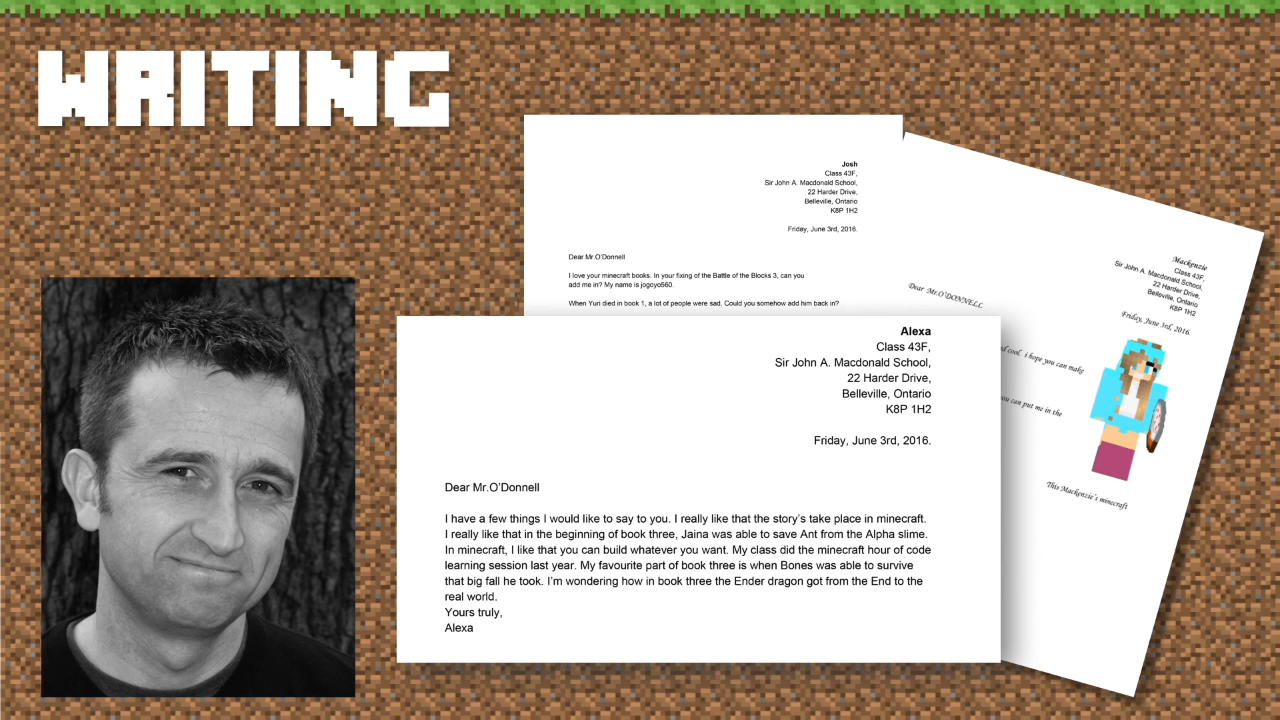 WRITING
Josh
Class 43F,
Sir John A. Macdonald School,
22 Harder Drive,
Belleville, Ontario
K8P 1H2
Friday, June 3rd, 2016.
Dear Mr.O'Donnell
I love your minecraft books. In your fixing of the Battle of the Blocks 3, can you
add me in? My name is jogoyo560.
When Yuri died in book 1, a lot of people were sad. Could you somehow add him back in?
Mackenzie
Class 43F,
Sir John A. Macdonald School,
22 Harder Drive,
Belleville, Ontario
K8P 1H2
Friday, June 3rd, 2016.
Dear Mr.O'DONNELL
cool, i hope you can make
you can put me in the
This Mackenzie's minecraft
Alexa
Class 43F,
Sir John A. Macdonald School,
22 Harder Drive,
Belleville, Ontario
K8P 1H2
Friday, June 3rd, 2016.
Dear Mr.O'Donnell
I have a few things I would like to say to you. I really like that the story's take place in minecraft.
I really like that in the beginning of book three, Jaina was able to save Ant from the Alpha slime.
In minecraft, I like that you can build whatever you want. My class did the minecraft hour of code
learning session last year. My favourite part of book three is when Bones was able to survive
that big fall he took. I'm wondering how in book three the Ender dragon got from the End to the
real world.
Yours truly,
Alexa